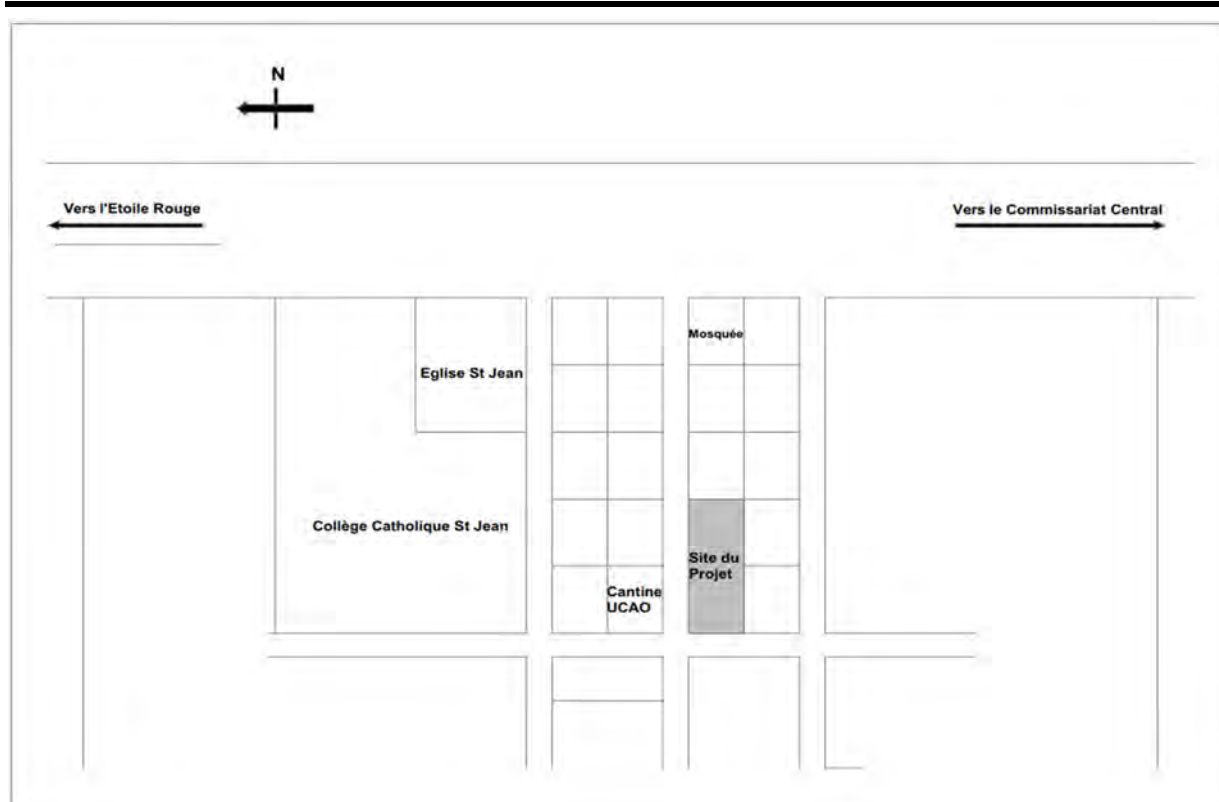 N
Vers l'Etoile Rouge
Vers le Commissariat Central
Mosquée
Eglise St Jean
Collège Catholique St Jean
Site du
Projet
Cantine
UCAO